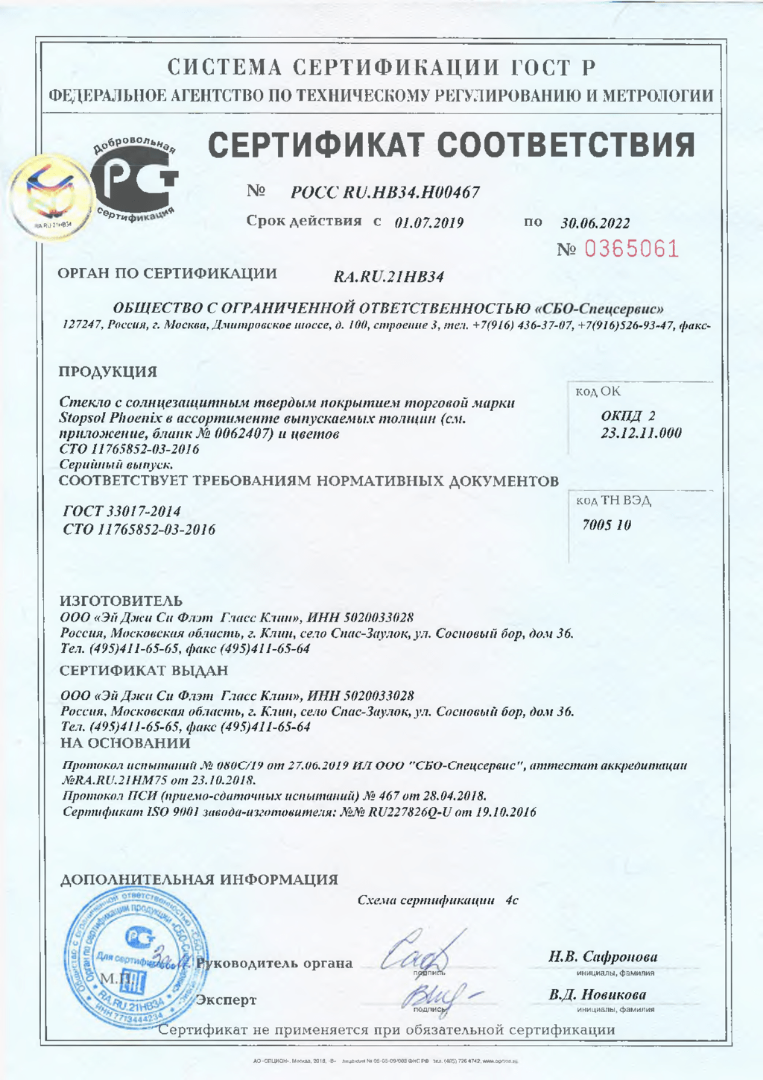 СИСТЕМА СЕРТИФИКАЦИИ ГОСТ Р
ФЕДЕРАЛЬНОЕ АГЕНТСТВО ПО ТЕХНИЧЕСКОМУ РЕГУЛИРОВАНИЮ И МЕТРОЛОГИИ
Добровольная
РСТ
сертификация
RA.RU.21НВ34
СЕРТИФИКАТ СООТВЕТСТВИЯ
№ РОСС RU.НВ34.Н00467
Срок действия с 01.07.2019 по 30.06.2022
№ 0365061
ОРГАН ПО СЕРТИФИКАЦИИ RA.RU.21НВ34
ОБЩЕСТВО С ОГРАНИЧЕННОЙ ОТВЕТСТВЕННОСТЬЮ «СБО-Спецсервис»
127247, Россия, г. Москва, Дмитровское шоссе, д. 100, строение 3, тел. +7(916) 436-37-07, +7(916)526-93-47, факс-
ПРОДУКЦИЯ
Стекло с солнцезащитным твердым покрытием торговой марки
Stopsol Phoenix в ассортименте выпускаемых толщин (см.
приложение, бланк № 0062407) и цветов
СТО 11765852-03-2016
Серийный выпуск.
код ОК
ОКПД 2
23.12.11.000
СООТВЕТСТВУЕТ ТРЕБОВАНИЯМ НОРМАТИВНЫХ ДОКУМЕНТОВ
ГОСТ 33017-2014
СТО 11765852-03-2016
код ТН ВЭД
7005 10
ИЗГОТОВИТЕЛЬ
ООО «Эй Джи Си Флэт Гласс Клин», ИНН 5020033028
Россия, Московская область, г. Клин, село Спас-Заулок, ул. Сосновый бор, дом 36.
Тел. (495)411-65-65, факс (495)411-65-64
СЕРТИФИКАТ ВЫДАН
ООО «Эй Джи Си Флэт Гласс Клин», ИНН 5020033028
Россия, Московская область, г. Клин, село Спас-Заулок, ул. Сосновый бор, дом 36.
Тел. (495)411-65-65, факс (495)411-65-64
НА ОСНОВАНИИ
Протокол испытаний № 080С/19 от 27.06.2019 ИЛ ООО "СБО-Спецсервис", аттестат аккредитации
№RA.RU.21НМ75 от 23.10.2018.
Протокол ПСИ (приемо-сдаточных испытаний) № 467 от 28.04.2018.
Сертификат ISO 9001 завода-изготовителя: №№ RU227826Q-U от 19.10.2016
ДОПОЛНИТЕЛЬНАЯ ИНФОРМАЦИЯ
Схема сертификации 4с
Для сертификатов
RA.RU.21НВ34
ИНН 7713444234
М.П.
Руководитель органа
подпись
Н.В. Сафронова
инициалы, фамилия
Эксперт
подпись
В.Д. Новикова
инициалы, фамилия
Сертификат не применяется при обязательной сертификации